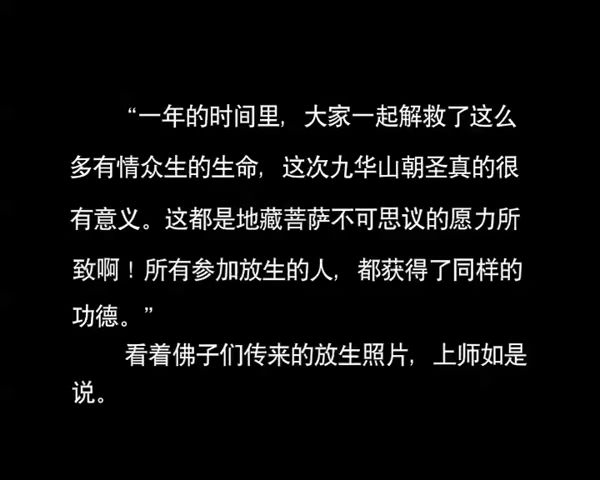 “一年的时间里，大家一起解救了这么
多有情众生的生命，这次九华山朝圣真的很
有意义。这都是地藏菩萨不可思议的愿力所
致啊！所有参加放生的人，都获得了同样的
功德。”
看着佛子们传来的放生照片，上师如是
说。